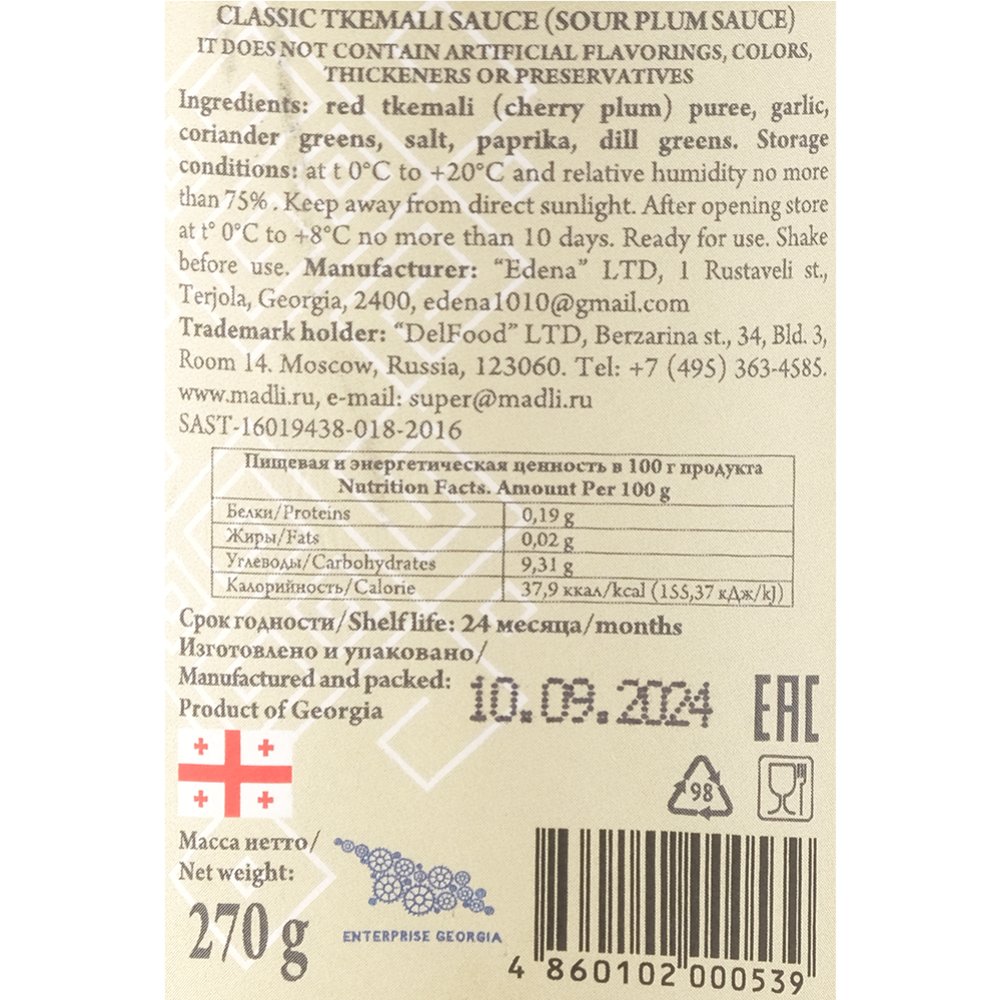 CLASSIC TKEMALI SAUCE (SOUR PLUM SAUCE)
IT DOES NOT CONTAIN ARTIFICIAL FLAVORINGS, COLORS,
THICKENERS OR PRESERVATIVES
Ingredients: red tkemali (cherry plum) puree, garlic,
coriander greens, salt, paprika, dill greens. Storage
conditions: at t 0°C to +20°C and relative humidity no more
than 75% . Keep away from direct sunlight. After opening store
at t° 0°C to +8°C no more than 10 days. Ready for use. Shake
before use. Manufacturer: “Edena” LTD, 1 Rustaveli st.,
Terjola, Georgia, 2400, edena1010@gmail.com
Trademark holder: “DelFood” LTD, Berzarina st., 34, Bld. 3,
Room 14. Moscow, Russia, 123060. Tel: +7 (495) 363-4585.
www.madli.ru, e-mail: super@madli.ru
SAST-16019438-018-2016
Пищевая и энергетическая ценность в 100 г продукта
Nutrition Facts. Amount Per 100 g
Белки/Proteins 0,19 g
Жиры/Fats 0,02 g
Углеводы/Carbohydrates 9,31 g
Калорийность/Calorie 37,9 ккал/kcal (155,37 кДж/kJ)
Срок годности/Shelf life: 24 месяца/months
Изготовлено и упаковано/
Manufactured and packed: 10.09.2024
Product of Georgia
EAC
98
Масса нетто/
Net weight:
270 g
ENTERPRISE GEORGIA
4 860102 000539